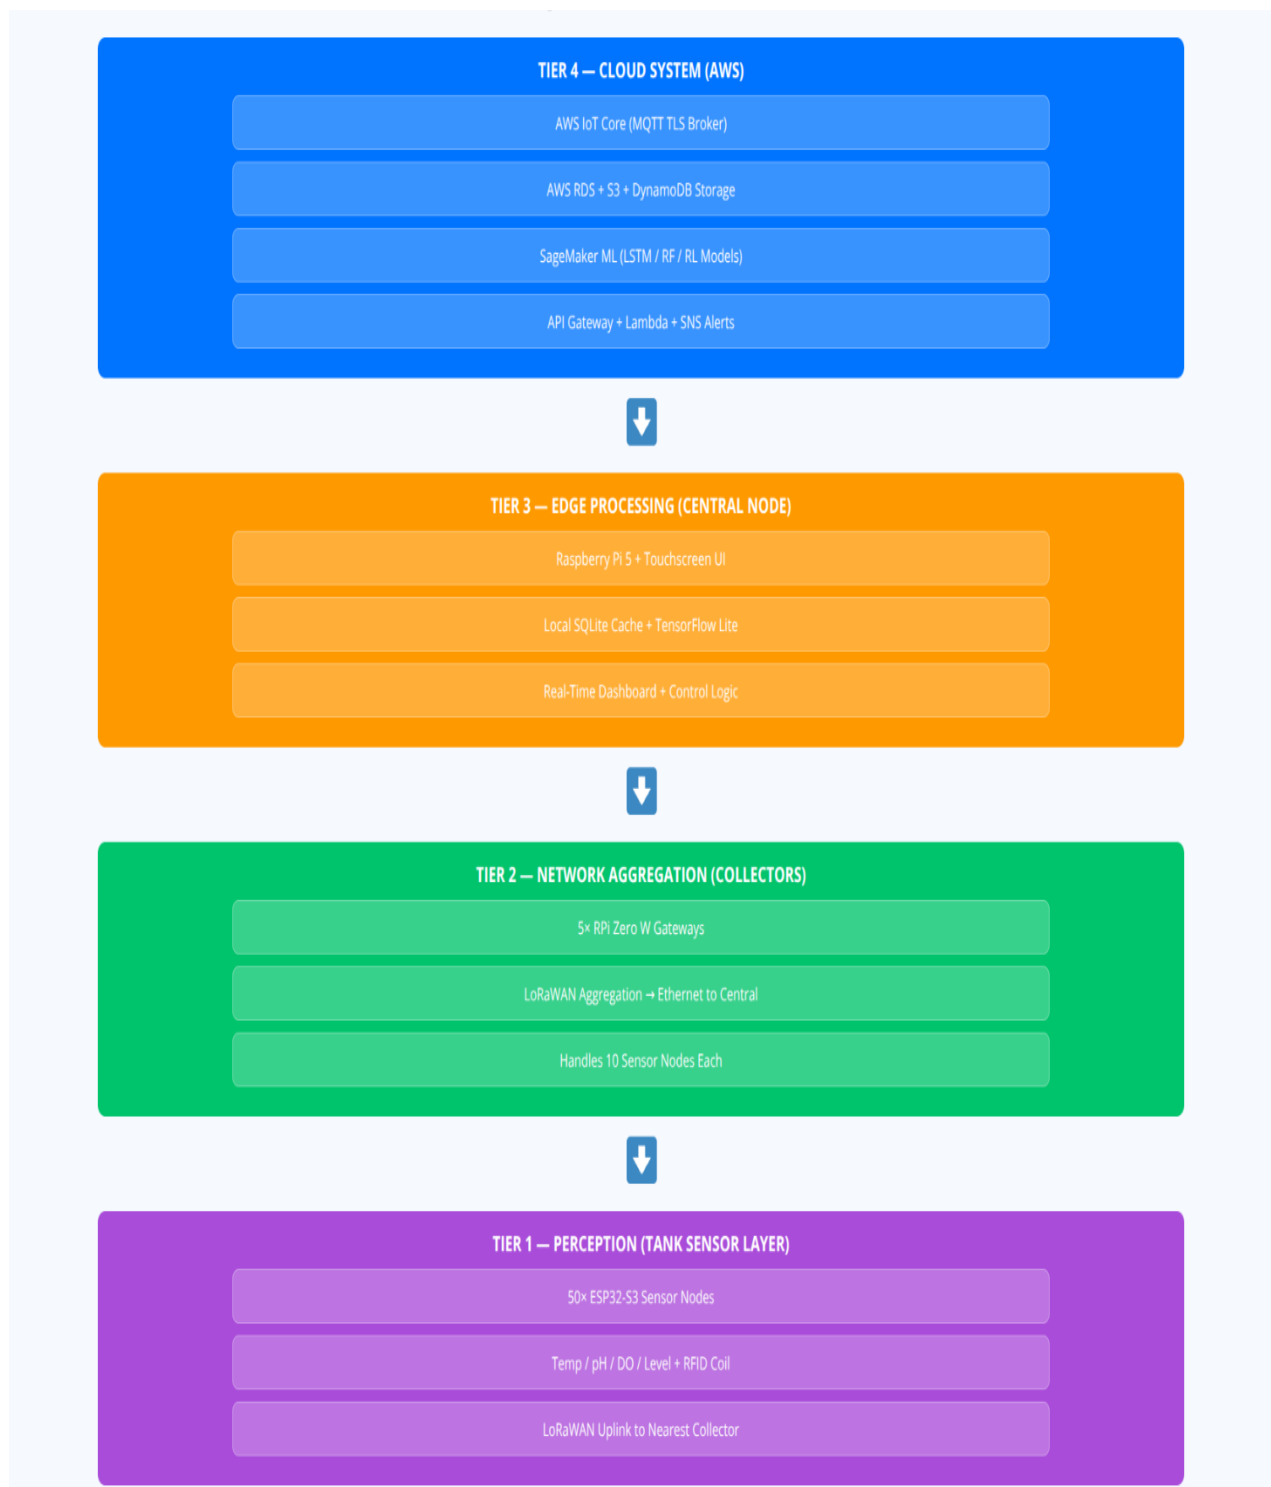 TIER 4 — CLOUD SYSTEM (AWS)
AWS IoT Core (MQTT TLS Broker)
AWS RDS + S3 + DynamoDB Storage
SageMaker ML (LSTM / RF / RL Models)
API Gateway + Lambda + SNS Alerts
TIER 3 — EDGE PROCESSING (CENTRAL NODE)
Raspberry Pi 5 + Touchscreen UI
Local SQLite Cache + TensorFlow Lite
Real-Time Dashboard + Control Logic
TIER 2 — NETWORK AGGREGATION (COLLECTORS)
5× RPi Zero W Gateways
LoRaWAN Aggregation → Ethernet to Central
Handles 10 Sensor Nodes Each
TIER 1 — PERCEPTION (TANK SENSOR LAYER)
50× ESP32-S3 Sensor Nodes
Temp / pH / DO / Level + RFID Coil
LoRaWAN Uplink to Nearest Collector